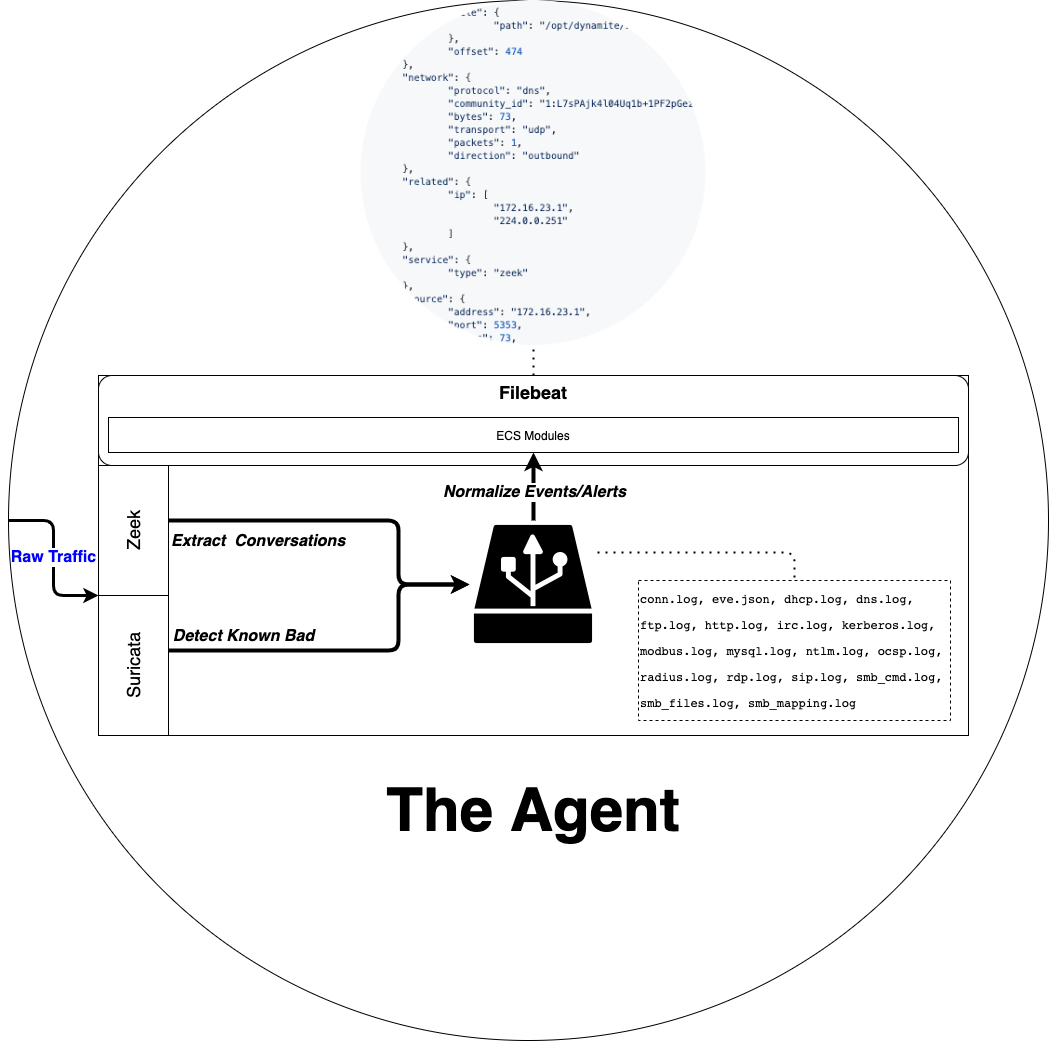 ": {
"path": "/opt/dynamite/
},
"offset": 474
},
"network": {
"protocol": "dns",
"community_id": "1:L7sPAjk4l04Uq1b+1PF2pGe
"bytes": 73,
"transport": "udp",
"packets": 1,
"direction": "outbound"
},
"related": {
"ip": [
"172.16.23.1",
"224.0.0.251"
]
},
"service": {
"type": "zeek"
},
ource": {
"address": "172.16.23.1",
"port": 5353,
": 73,
Filebeat
ECS Modules
Normalize Events/Alerts
Zeek
Extract Conversations
Raw Traffic
Detect Known Bad
Suricata
conn.log, eve.json, dhcp.log, dns.log,
ftp.log, http.log, irc.log, kerberos.log,
modbus.log, mysql.log, ntlm.log, ocsp.log,
radius.log, rdp.log, sip.log, smb_cmd.log,
smb_files.log, smb_mapping.log
The Agent